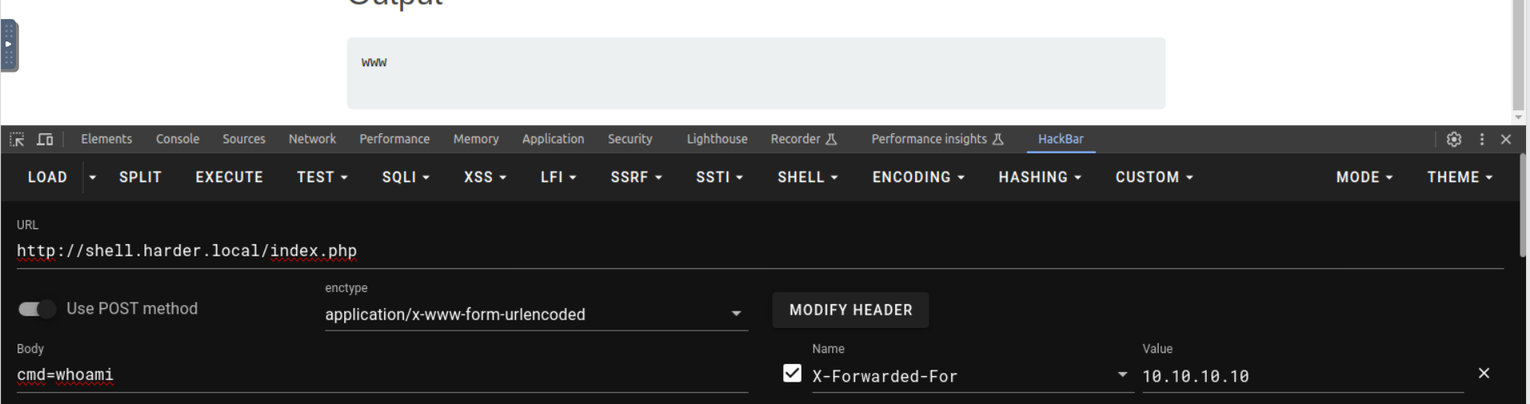 Output
www
Elements Console Sources Network Performance Memory Application Security Lighthouse Recorder Performance insights HackBar
LOAD SPLIT EXECUTE TEST SQLI XSS LFI SSRF SSTI SHELL ENCODING HASHING CUSTOM MODE THEME
URL
http://shell.harder.local/index.php
enctype
Use POST method application/x-www-form-urlencoded MODIFY HEADER
Body Name Value
cmd=whoami X-Forwarded-For 10.10.10.10